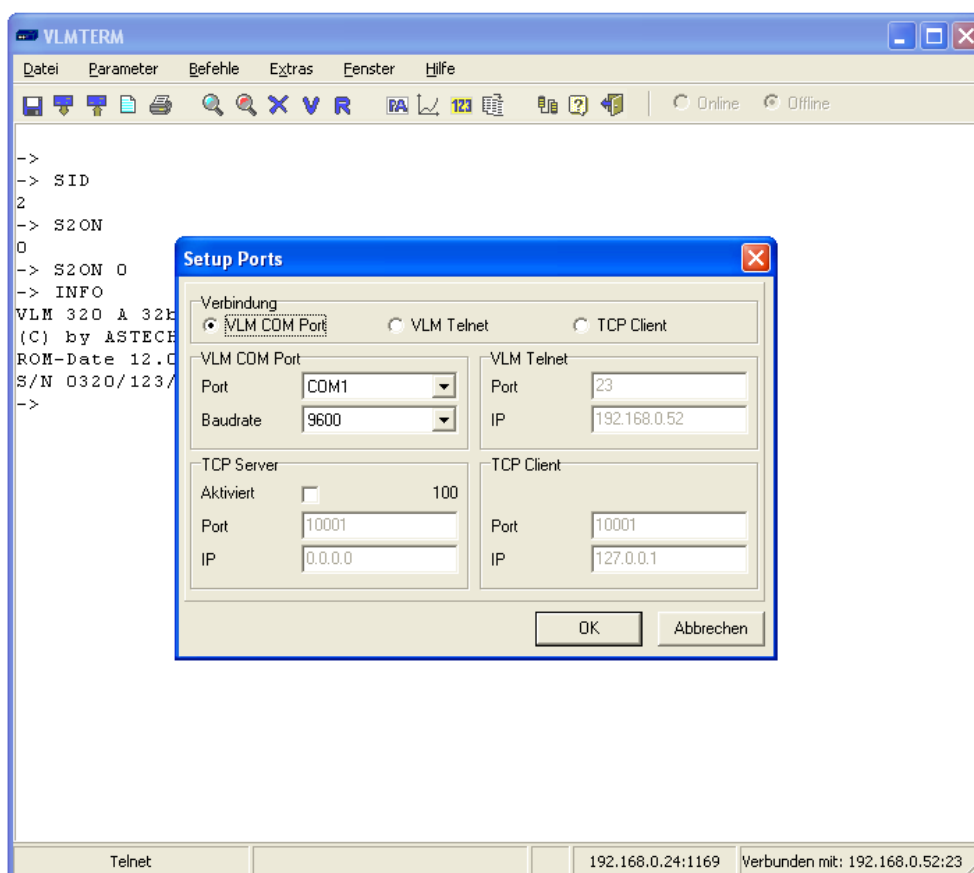 VLMTERM
Datei Parameter Befehle Extras Fenster Hilfe
PA 123 Online Offline
->
-> SID
2
-> S2ON
0
-> S2ON 0
-> INFO
VLM 320 A 32b
(C) by ASTECH
ROM-Date 12.0
S/N 0320/123/
->
Setup Ports
Verbindung
VLM COM Port VLM Telnet TCP Client
VLM COM Port
Port COM1
Baudrate 9600
VLM Telnet
Port 23
IP 192.168.0.52
TCP Server
Aktiviert 100
Port 10001
IP 0.0.0.0
TCP Client
Port 10001
IP 127.0.0.1
OK Abbrechen
Telnet 192.168.0.24:1169 Verbunden mit: 192.168.0.52:23